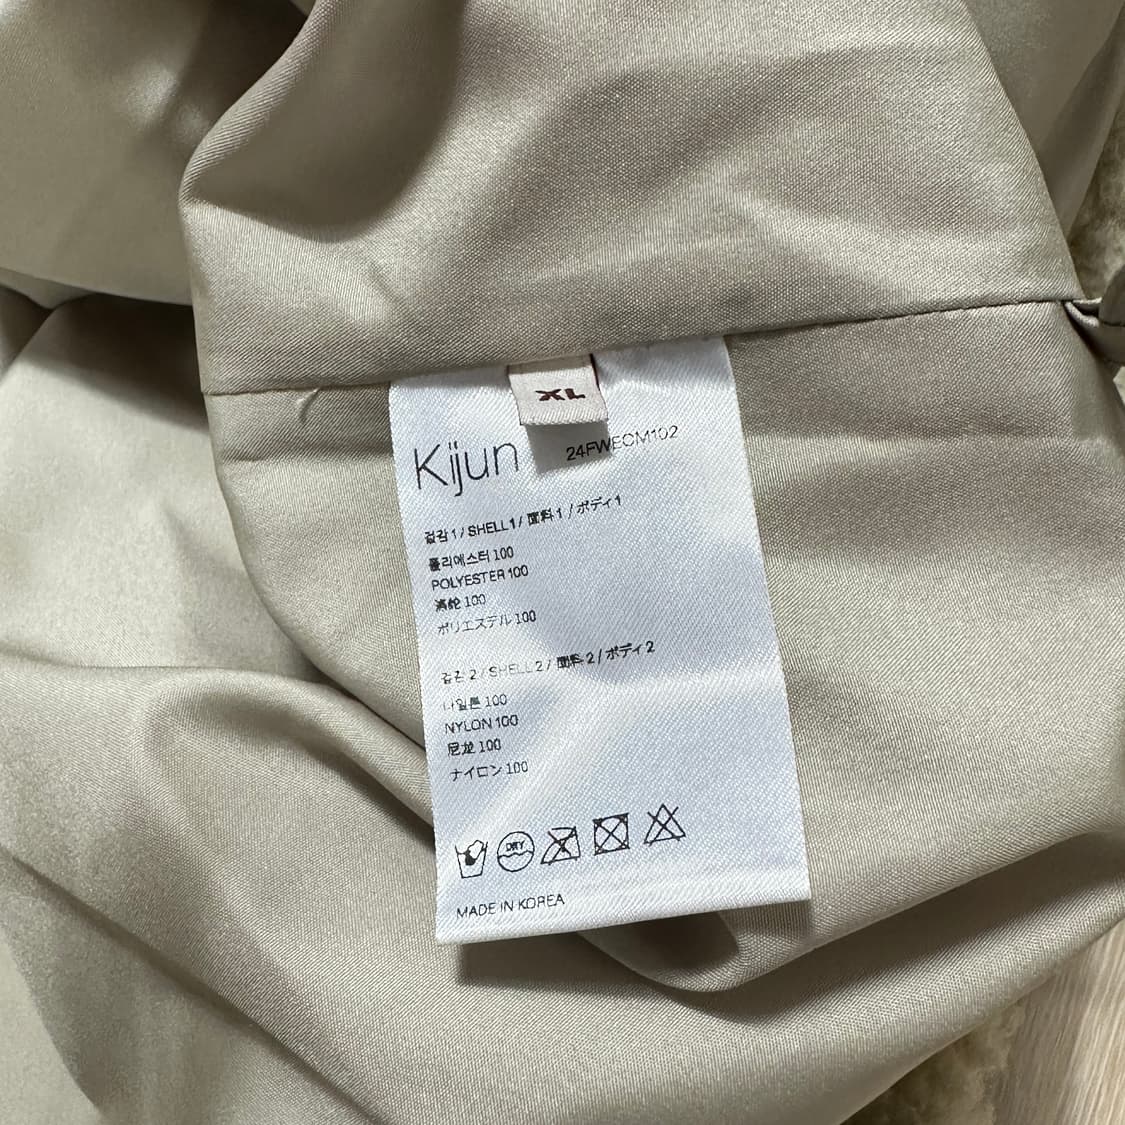 XL
Kijun
24FWECM102
겉감 1 / SHELL 1 / 面料 1 / ボディ 1
폴리에스터 100
POLYESTER 100
涤纶 100
ポリエステル 100
겉감 2 / SHELL 2 / 面料 2 / ボディ 2
나일론 100
NYLON 100
尼龙 100
ナイロン 100
DRY
MADE IN KOREA